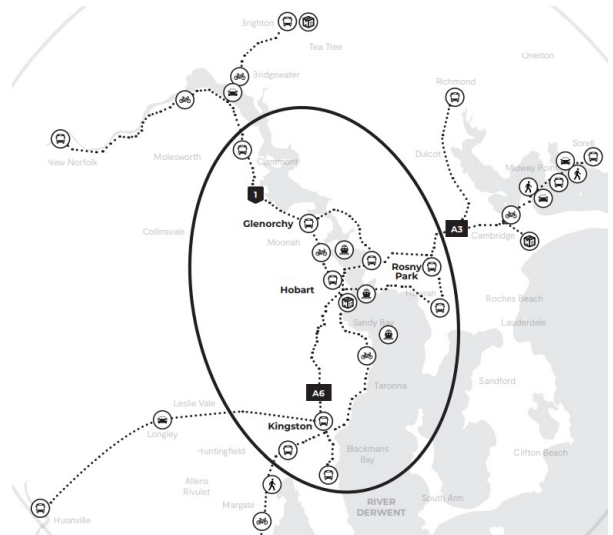 Brighton
Tea Tree
Orielton
Bridgewater
Richmond
Sorell
New Norfolk
Molesworth
Claremont
Dulcot
Midway Point
1
Glenorchy
A3
Cambridge
Collinsvale
Moonah
Rosny
Park
Hobart
Howrah
Roches Beach
Sandy Bay
Lauderdale
A6
Taroona
Sandford
Leslie Vale
Kingston
Longley
Huntingfield
Blackmans
Bay
Clifton Beach
Allens
Rivulet
Margate
RIVER
DERWENT
South Arm
Huonville